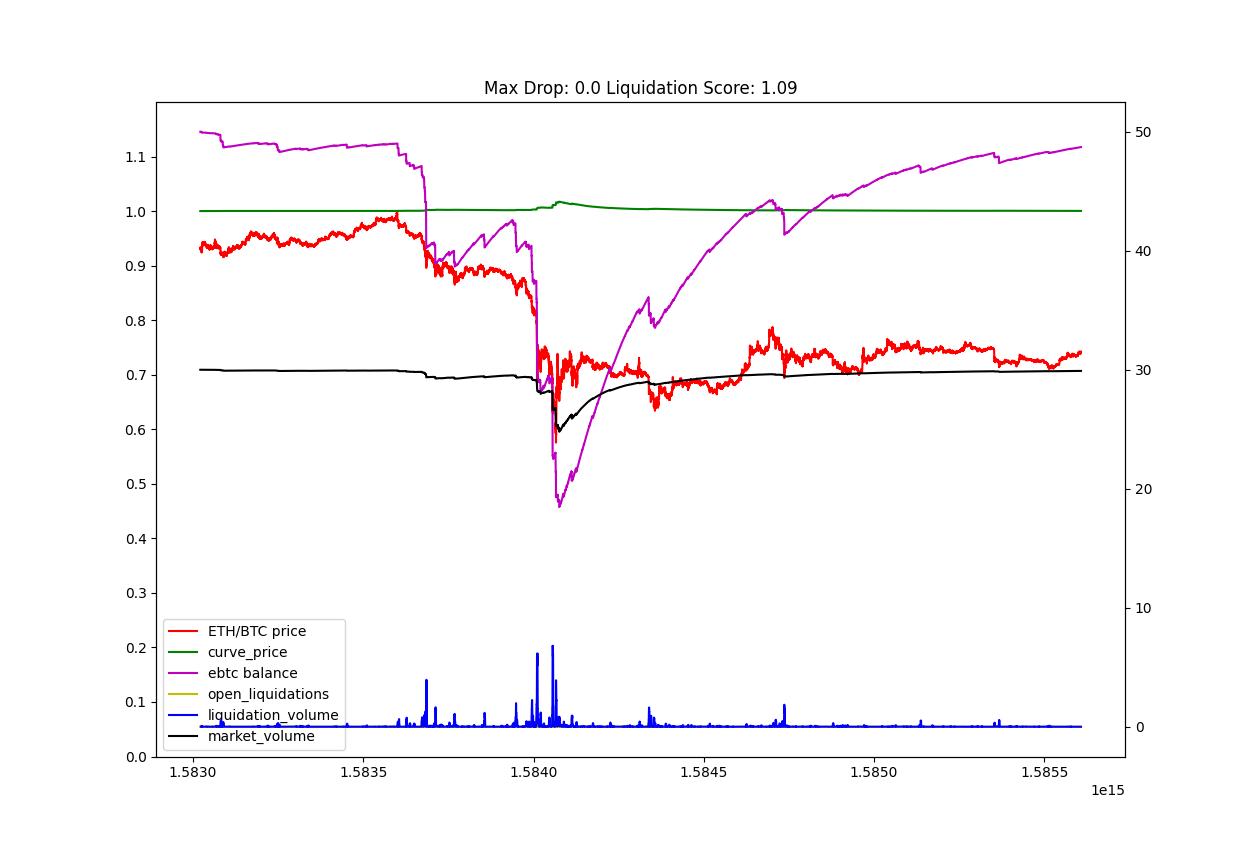 Max Drop: 0.0 Liquidation Score: 1.09
1.1
1.0
0.9
0.8
0.7
0.6
0.5
0.4
0.3
0.2
0.1
0.0
50
40
30
20
10
0
ETH/BTC price
curve_price
ebtc balance
open_liquidations
liquidation_volume
market_volume
1.5830 1.5835 1.5840 1.5845 1.5850 1.5855
1e15